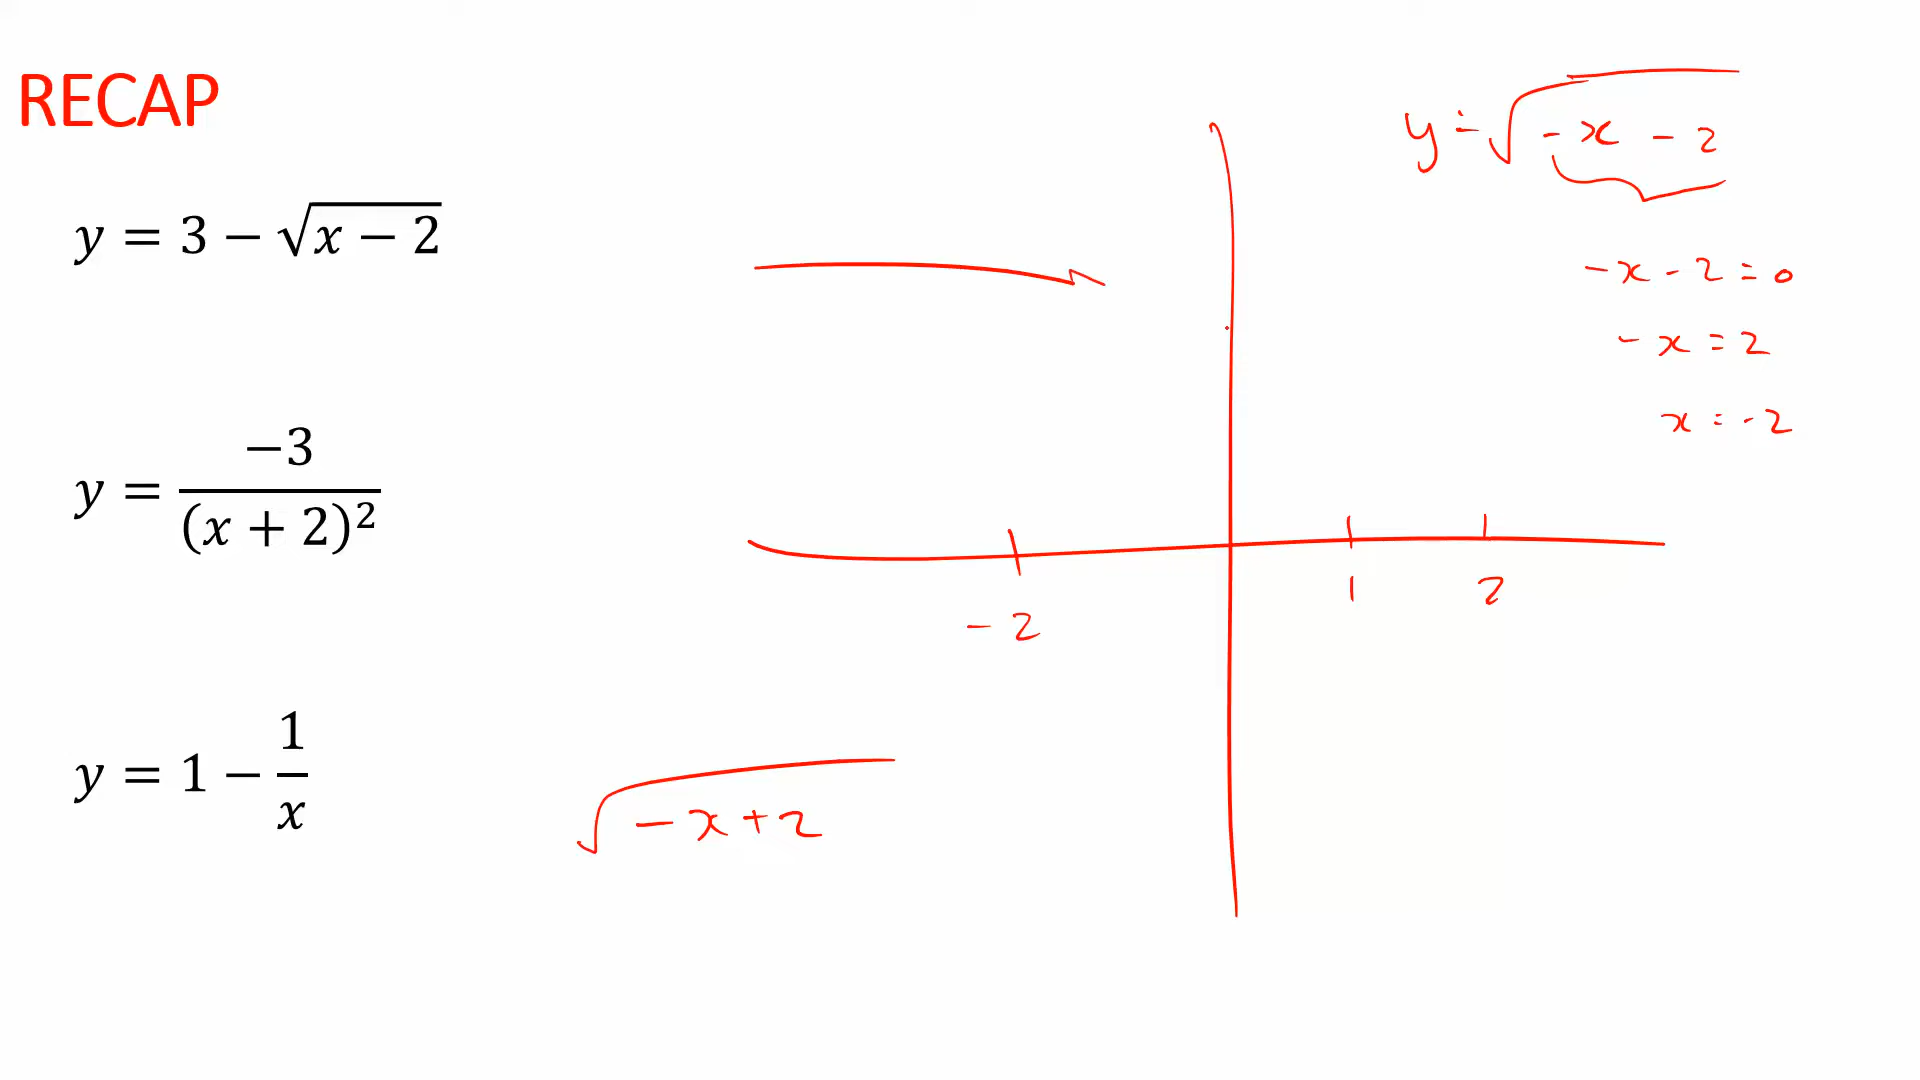 RECAP
y = 3 − √(x − 2)
y = −3/(x + 2)²
y = 1 − 1/x
y = √(-x - 2)
-x - 2 = 0
-x = 2
x = -2
-2
1
2
√(-x + 2)